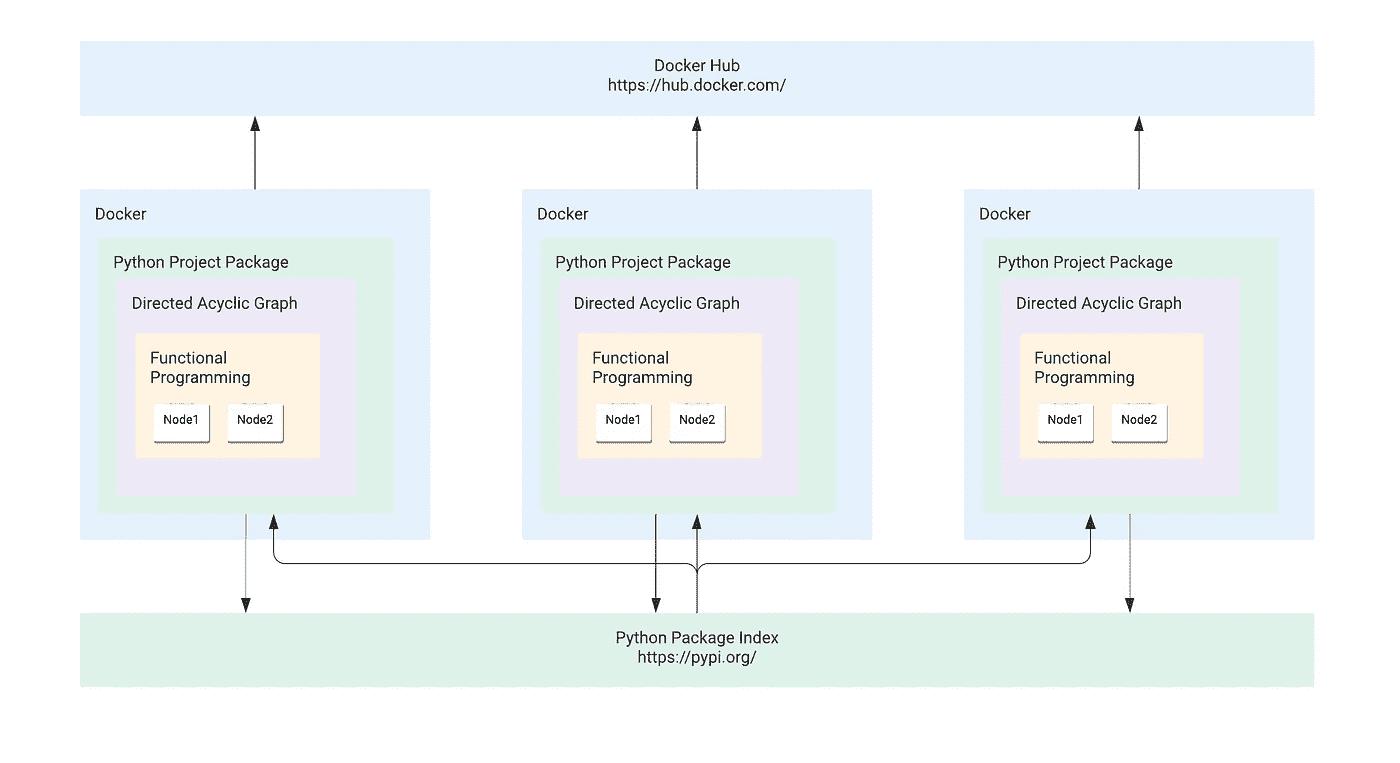 Docker Hub
https://hub.docker.com/
Docker
Python Project Package
Directed Acyclic Graph
Functional
Programming
Node1
Node2
Docker
Python Project Package
Directed Acyclic Graph
Functional
Programming
Node1
Node2
Docker
Python Project Package
Directed Acyclic Graph
Functional
Programming
Node1
Node2
Python Package Index
https://pypi.org/